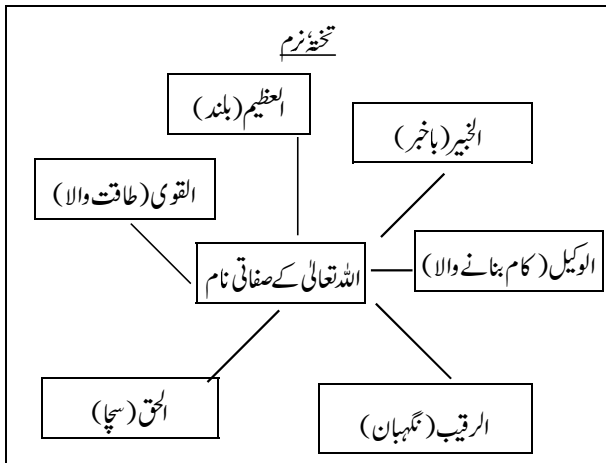 تختۂ نرم
العظیم (بلند)
الخبیر (باخبر)
القوی (طاقت والا)
الوکیل (کام بنانے والا)
اللہ تعالیٰ کے صفاتی نام
الحق (سچا)
الرقیب (نگہبان)